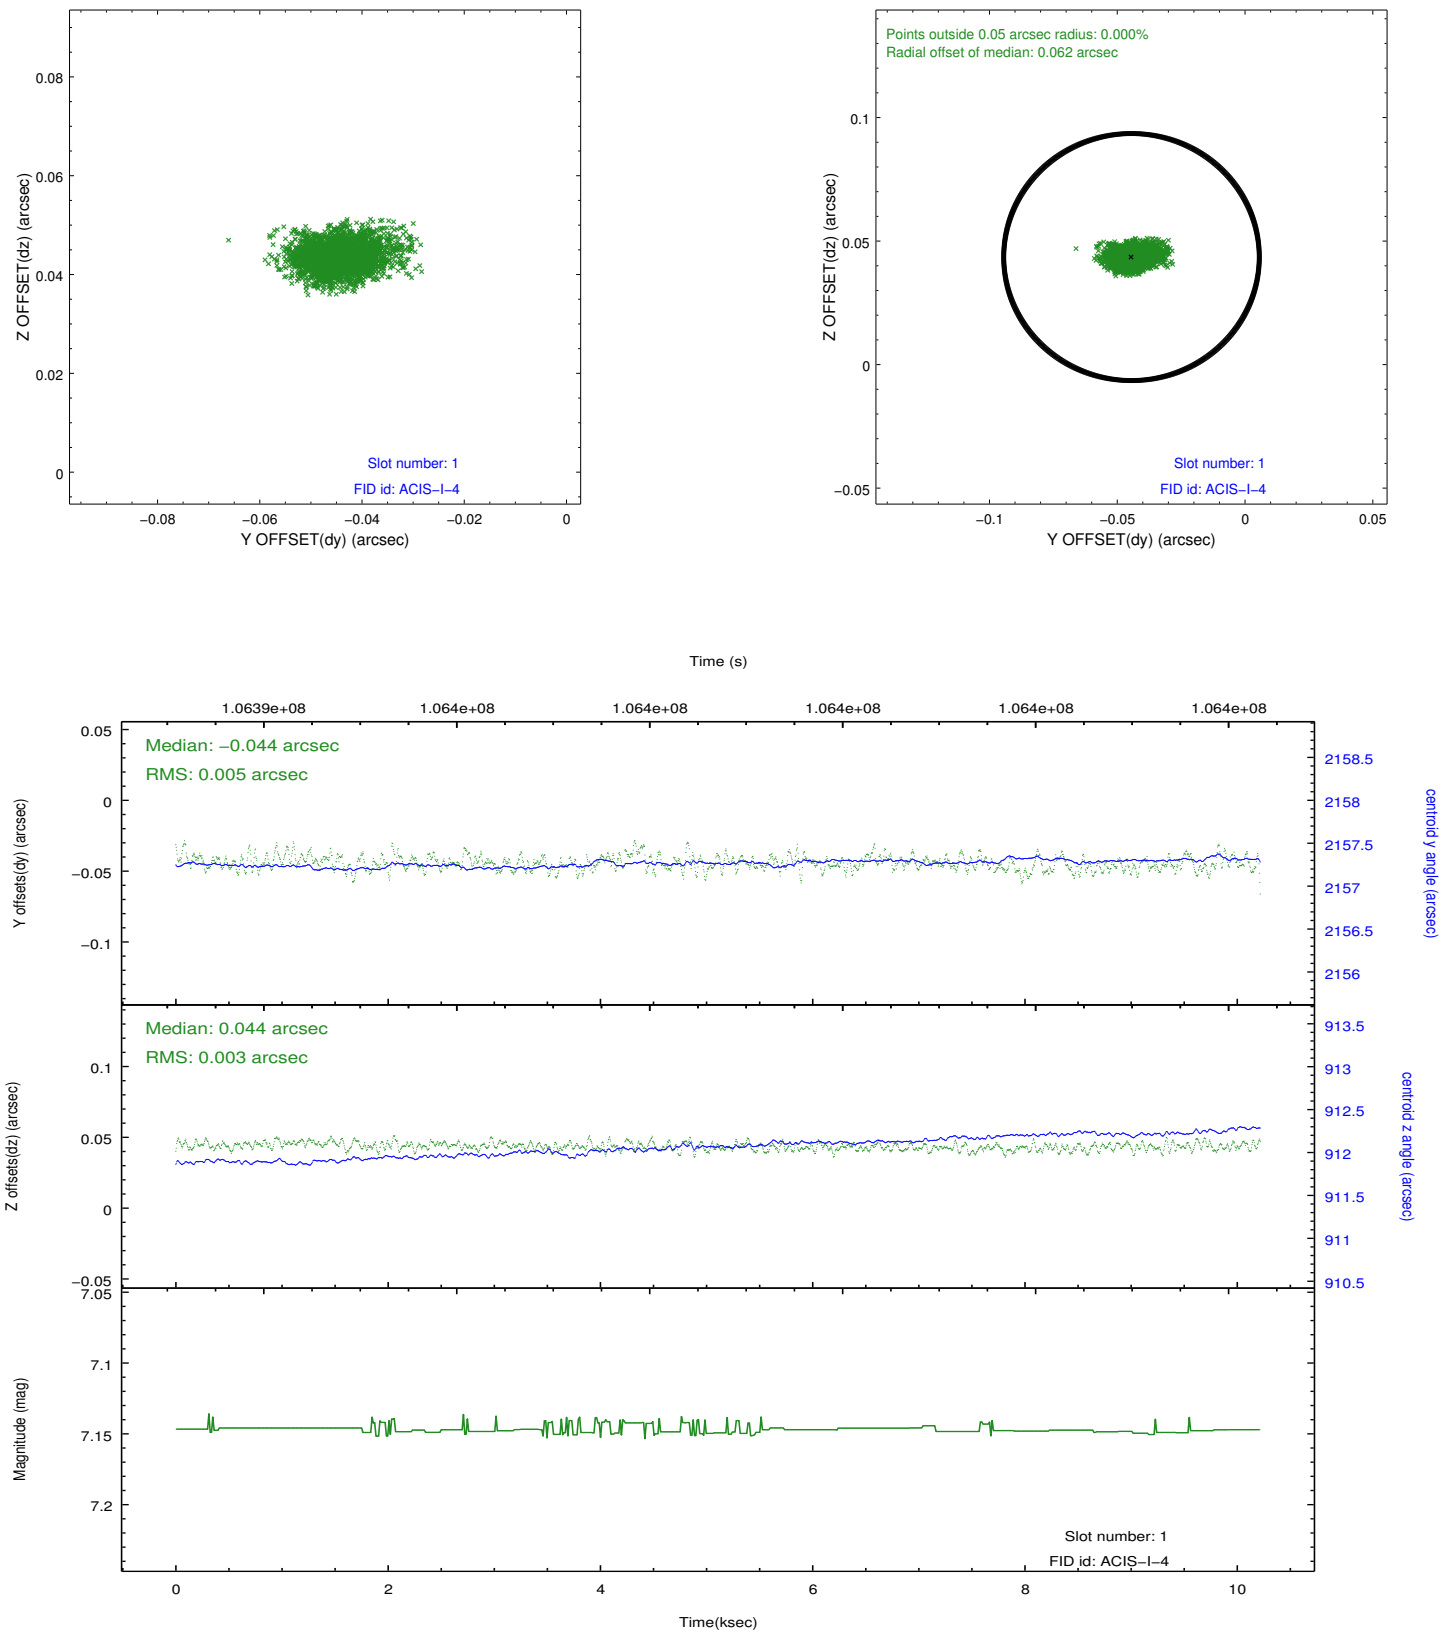 0.08
0.06
0.04
0.02
0
Z OFFSET(dz) (arcsec)
Slot number: 1
FID id: ACIS−I−4
−0.08
−0.06
−0.04
−0.02
0
Y OFFSET(dy) (arcsec)
Points outside 0.05 arcsec radius: 0.000%
Radial offset of median: 0.062 arcsec
0.1
0.05
0
−0.05
Z OFFSET(dz) (arcsec)
Slot number: 1
FID id: ACIS−I−4
−0.1
−0.05
0
0.05
Y OFFSET(dy) (arcsec)
Time (s)
1.0639e+08
1.064e+08
1.064e+08
1.064e+08
1.064e+08
1.064e+08
0.05
0
−0.05
−0.1
Y offsets(dy) (arcsec)
Median: −0.044 arcsec
RMS: 0.005 arcsec
2158.5
2158
2157.5
2157
2156.5
2156
centroid y angle (arcsec)
0.1
0.05
0
−0.05
Z offsets(dz) (arcsec)
Median: 0.044 arcsec
RMS: 0.003 arcsec
913.5
913
912.5
912
911.5
911
910.5
centroid z angle (arcsec)
7.05
7.1
7.15
7.2
Magnitude (mag)
Slot number: 1
FID id: ACIS−I−4
0
2
4
6
8
10
Time(ksec)